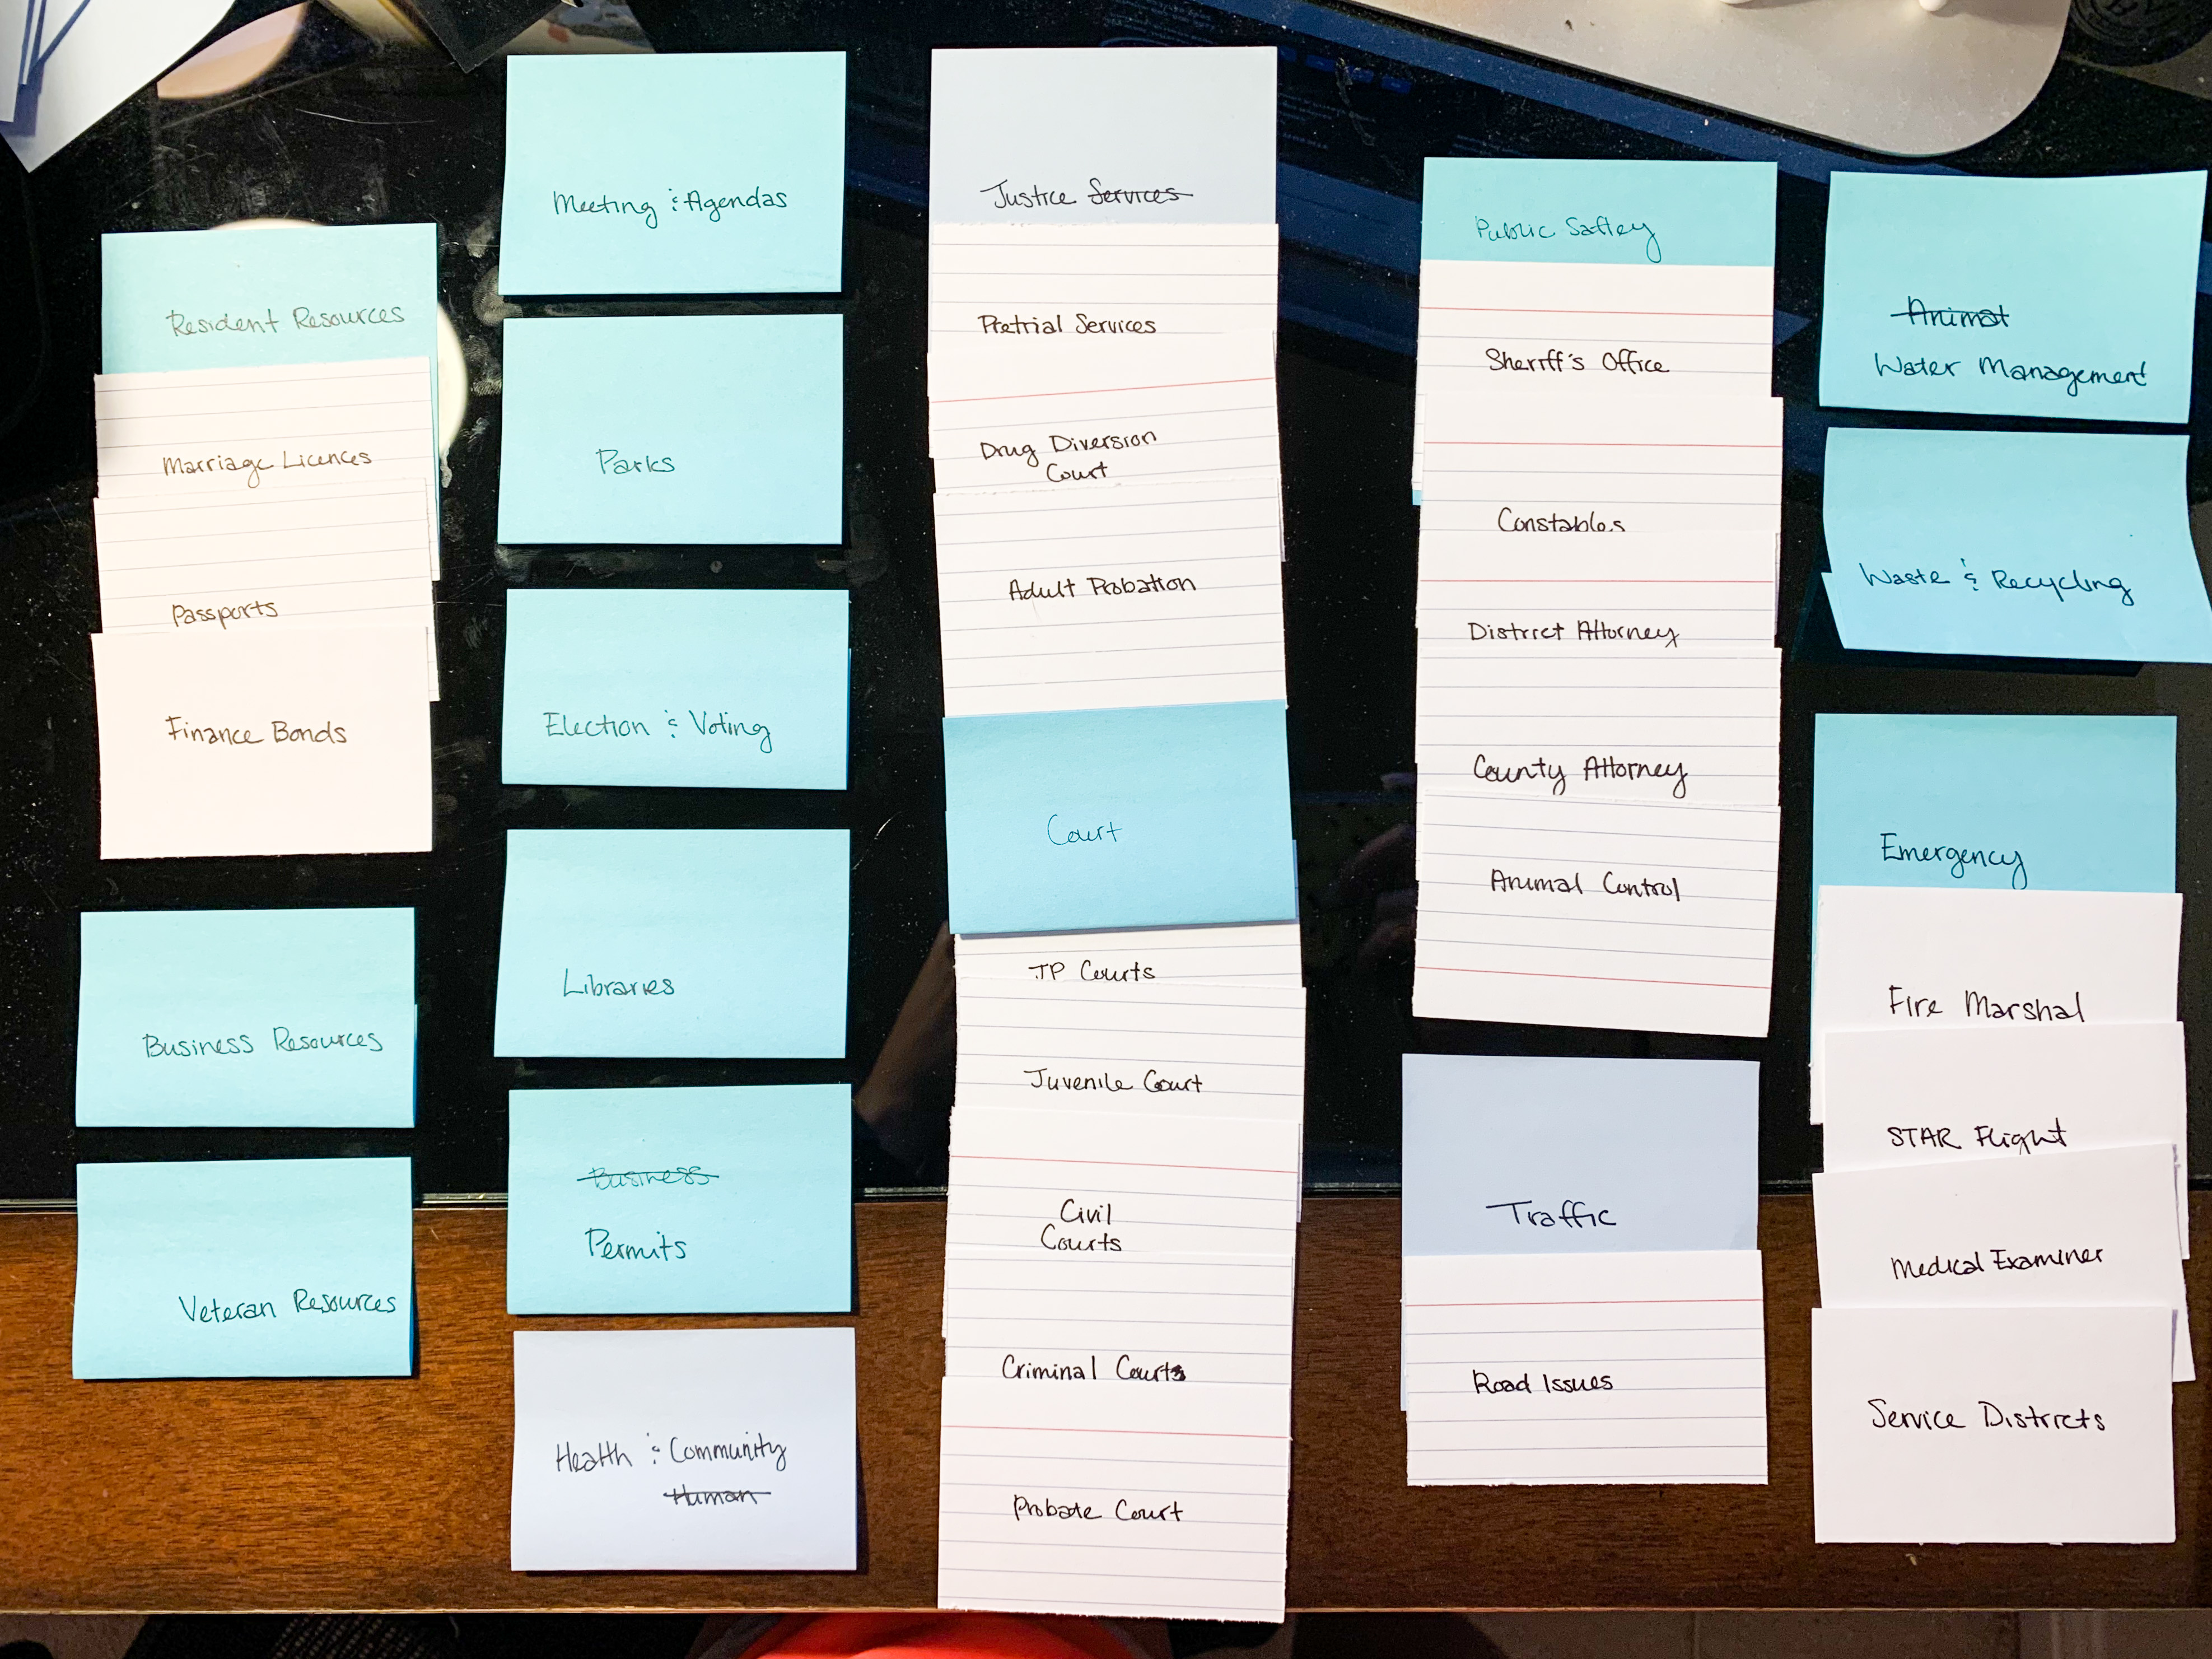 Resident Resources
Marriage Licences
Passports
Finance Bonds
Business Resources
Veteran Resources
Meeting & Agendas
Parks
Election & Voting
Libraries
Business
Permits
Health & Community
Human
Justice Services
Pretrial Services
Drug Diversion
Court
Adult Probation
Court
JP Courts
Juvenile Court
Civil
Courts
Criminal Courts
Probate Court
Public Saftey
Sheriff's Office
Constables
District Attorney
County Attorney
Animal Control
Traffic
Road Issues
Animal
Water Management
Waste & Recycling
Emergency
Fire Marshal
STAR Flight
Medical Examiner
Service Districts